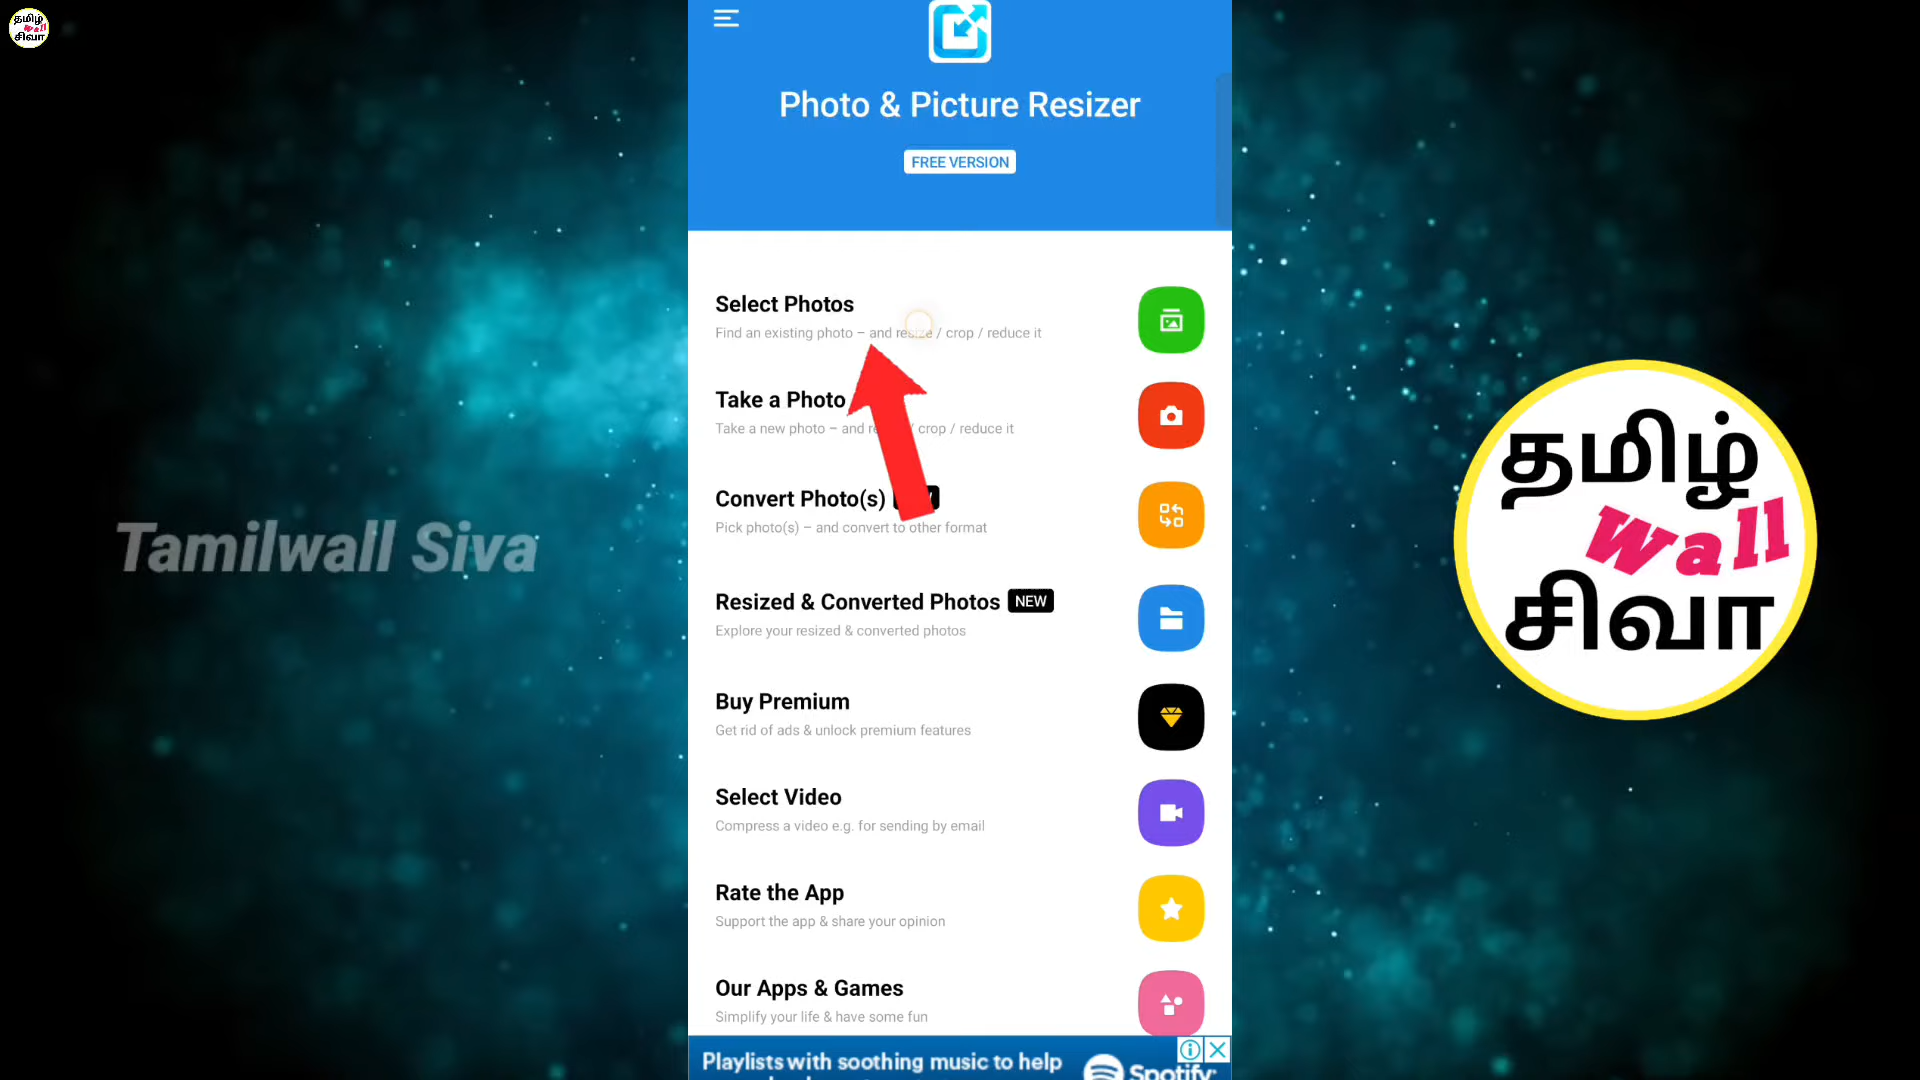 தமிழ்
Wall
சிவா
Photo & Picture Resizer
FREE VERSION
Select Photos
Find an existing photo – and resize / crop / reduce it
Take a Photo
Take a new photo – and / crop / reduce it
Convert Photo(s)
Pick photo(s) – and convert to other format
Resized & Converted Photos NEW
Explore your resized & converted photos
Buy Premium
Get rid of ads & unlock premium features
Select Video
Compress a video e.g. for sending by email
Rate the App
Support the app & share your opinion
Our Apps & Games
Simplify your life & have some fun
Playlists with soothing music to help
Spotify
Tamilwall Siva
தமிழ்
Wall
சிவா